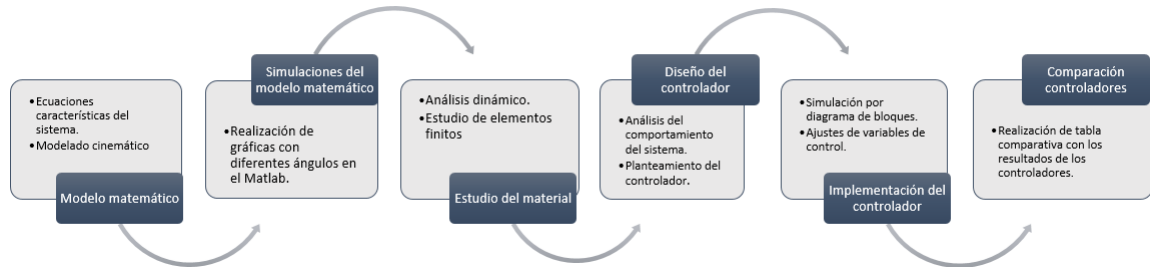 •Ecuaciones
características del
sistema.
•Modelado cinemático
Modelo matemático
Simulaciones del
modelo matemático
•Realización de
gráficas con
diferentes ángulos en
el Matlab.
•Análisis dinámico.
•Estudio de elementos
finitos
Estudio del material
Diseño del
controlador
•Análisis del
comportamiento
del sistema.
•Planteamiento del
controlador.
•Simulación por
diagrama de bloques.
•Ajustes de variables de
control.
Implementación del
controlador
Comparación
controladores
•Realización de tabla
comparativa con los
resultados de los
controladores.